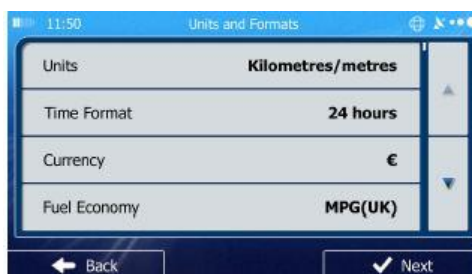 11:50 Units and Formats
Units Kilometres/metres
Time Format 24 hours
Currency €
Fuel Economy MPG(UK)
Back Next